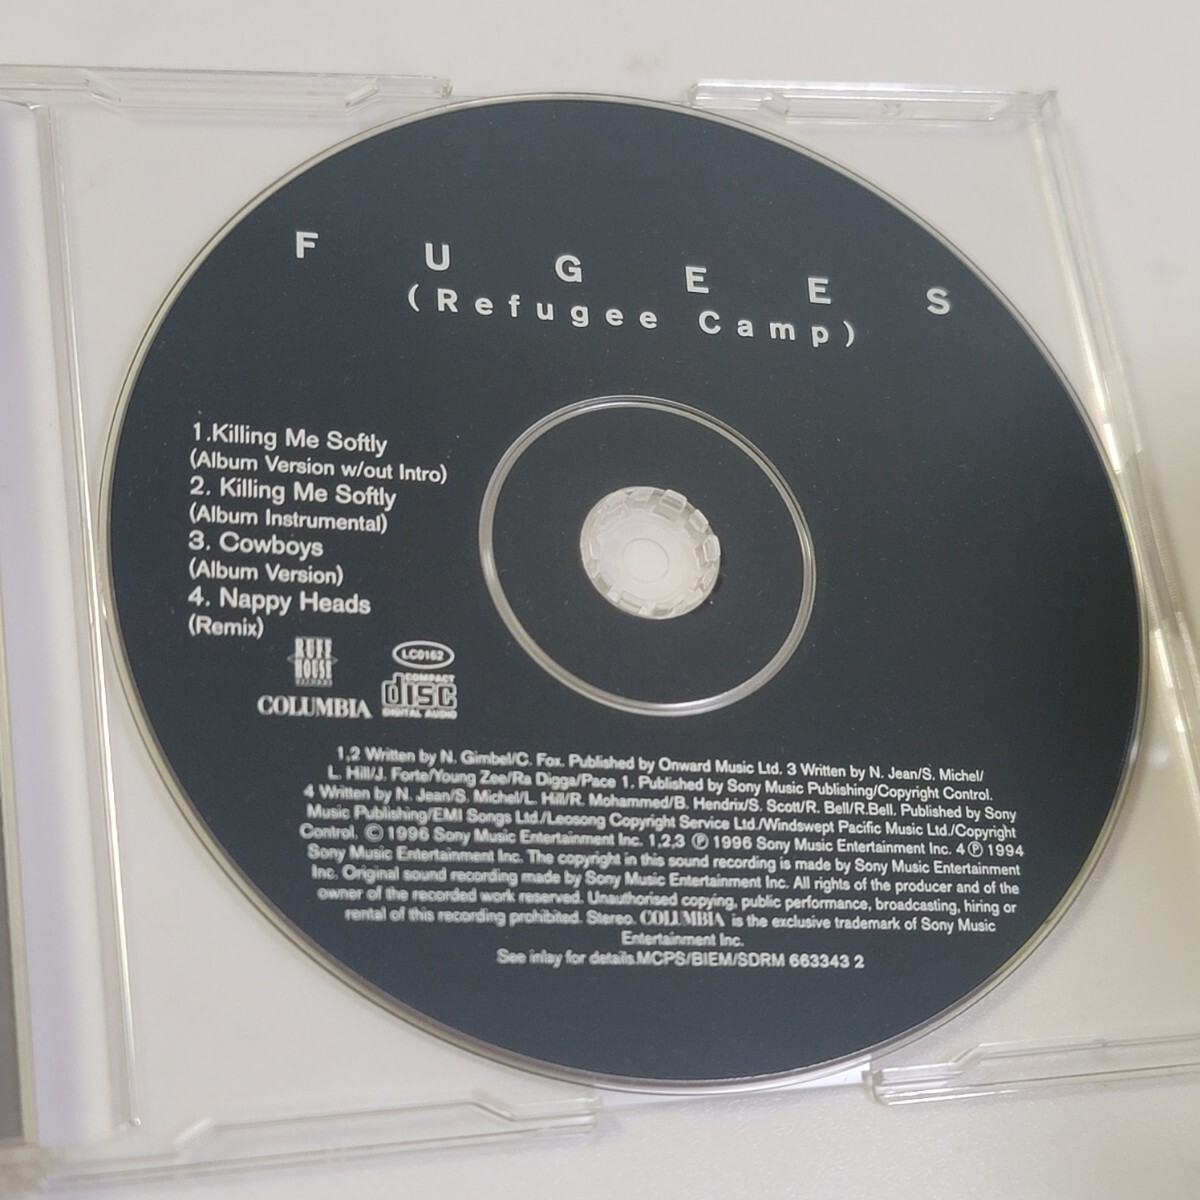 F U G E E S
(Refugee Camp)
1.Killing Me Softly
(Album Version w/out Intro)
2. Killing Me Softly
(Album Instrumental)
3. Cowboys
(Album Version)
4. Nappy Heads
(Remix)
RUFF
HOUSE
COLUMBIA
LC0162
COMPACT
disc
DIGITAL AUDIO
1,2 Written by N. Gimbel/C. Fox. Published by Onward Music Ltd. 3 Written by N. Jean/S. Michel/
L. Hill/J. Forte/Young Zee/Ra Digga/Pace 1. Published by Sony Music Publishing/Copyright Control.
4 Written by N. Jean/S. Michel/L. Hill/R. Mohammed/B. Hendrix/S. Scott/R. Bell/R.Bell. Published by Sony
Music Publishing/EMI Songs Ltd./Leosong Copyright Service Ltd./Windswept Pacific Music Ltd./Copyright
Control. © 1996 Sony Music Entertainment Inc. 1,2,3 ℗ 1996 Sony Music Entertainment Inc. 4 ℗ 1994
Sony Music Entertainment Inc. The copyright in this sound recording is made by Sony Music Entertainment
Inc. Original sound recording made by Sony Music Entertainment Inc. All rights of the producer and of the
owner of the recorded work reserved. Unauthorised copying, public performance, broadcasting, hiring or
rental of this recording prohibited. Stereo. COLUMBIA is the exclusive trademark of Sony Music
Entertainment Inc.
See inlay for details.MCPS/BIEM/SDRM 663343 2